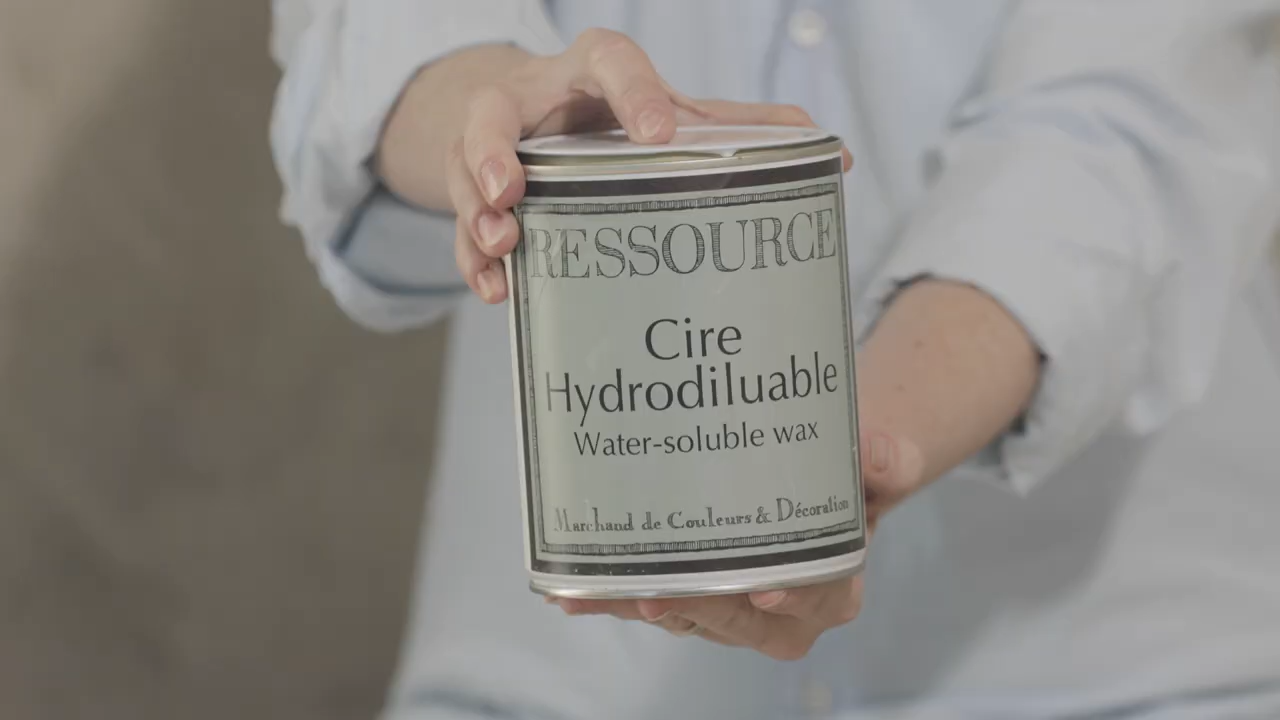 RESSOURCE
Cire
Hydrodiluable
Water-soluble wax
Marchand de Couleurs & Décoration